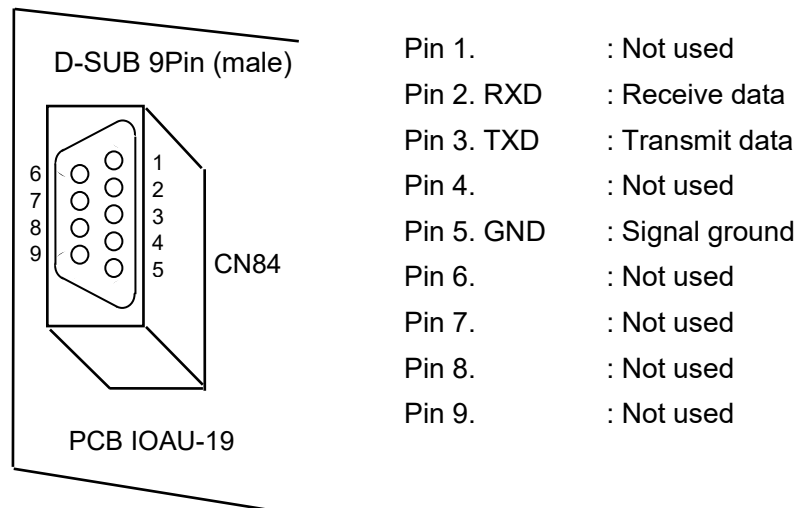 D-SUB 9Pin (male)
6
7
8
9
1
2
3
4
5
CN84
PCB IOAU-19
Pin 1. : Not used
Pin 2. RXD : Receive data
Pin 3. TXD : Transmit data
Pin 4. : Not used
Pin 5. GND : Signal ground
Pin 6. : Not used
Pin 7. : Not used
Pin 8. : Not used
Pin 9. : Not used